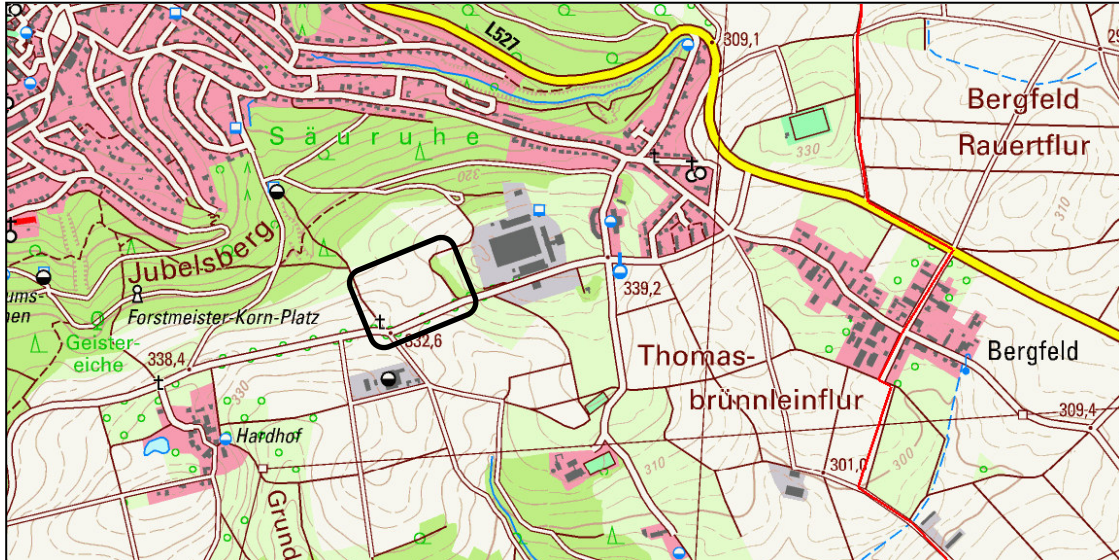 L527
309,1
Bergfeld
Rauertflur
Säuruhe
330
320
310
Jubelsberg
339,2
Forstmeister-Korn-Platz
332,6
Geister-
eiche
338,4
Thomas-
brünnleinflur
Bergfeld
330
Hardhof
309,4
310
301,0
300
Grund